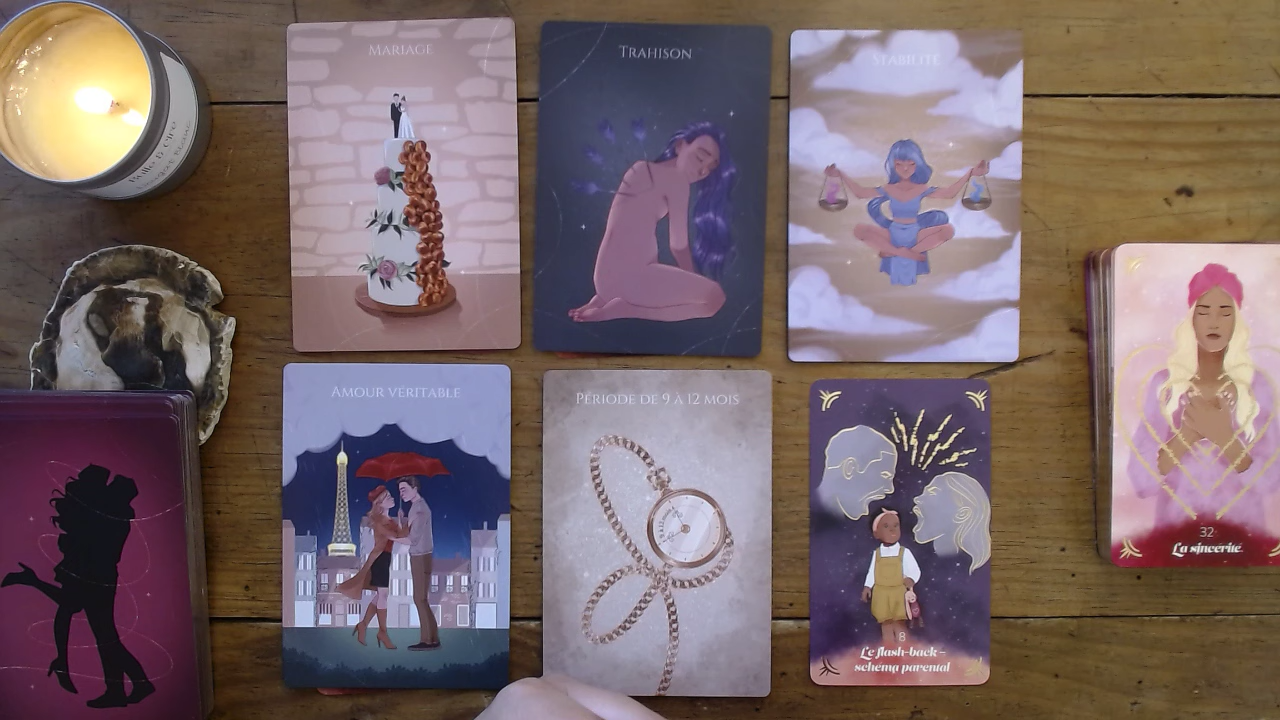 MARIAGE
TRAHISON
STABILITÉ
AMOUR VÉRITABLE
PÉRIODE DE 9 À 12 MOIS
8
Le flash-back –
schéma parental
32
La sincérité